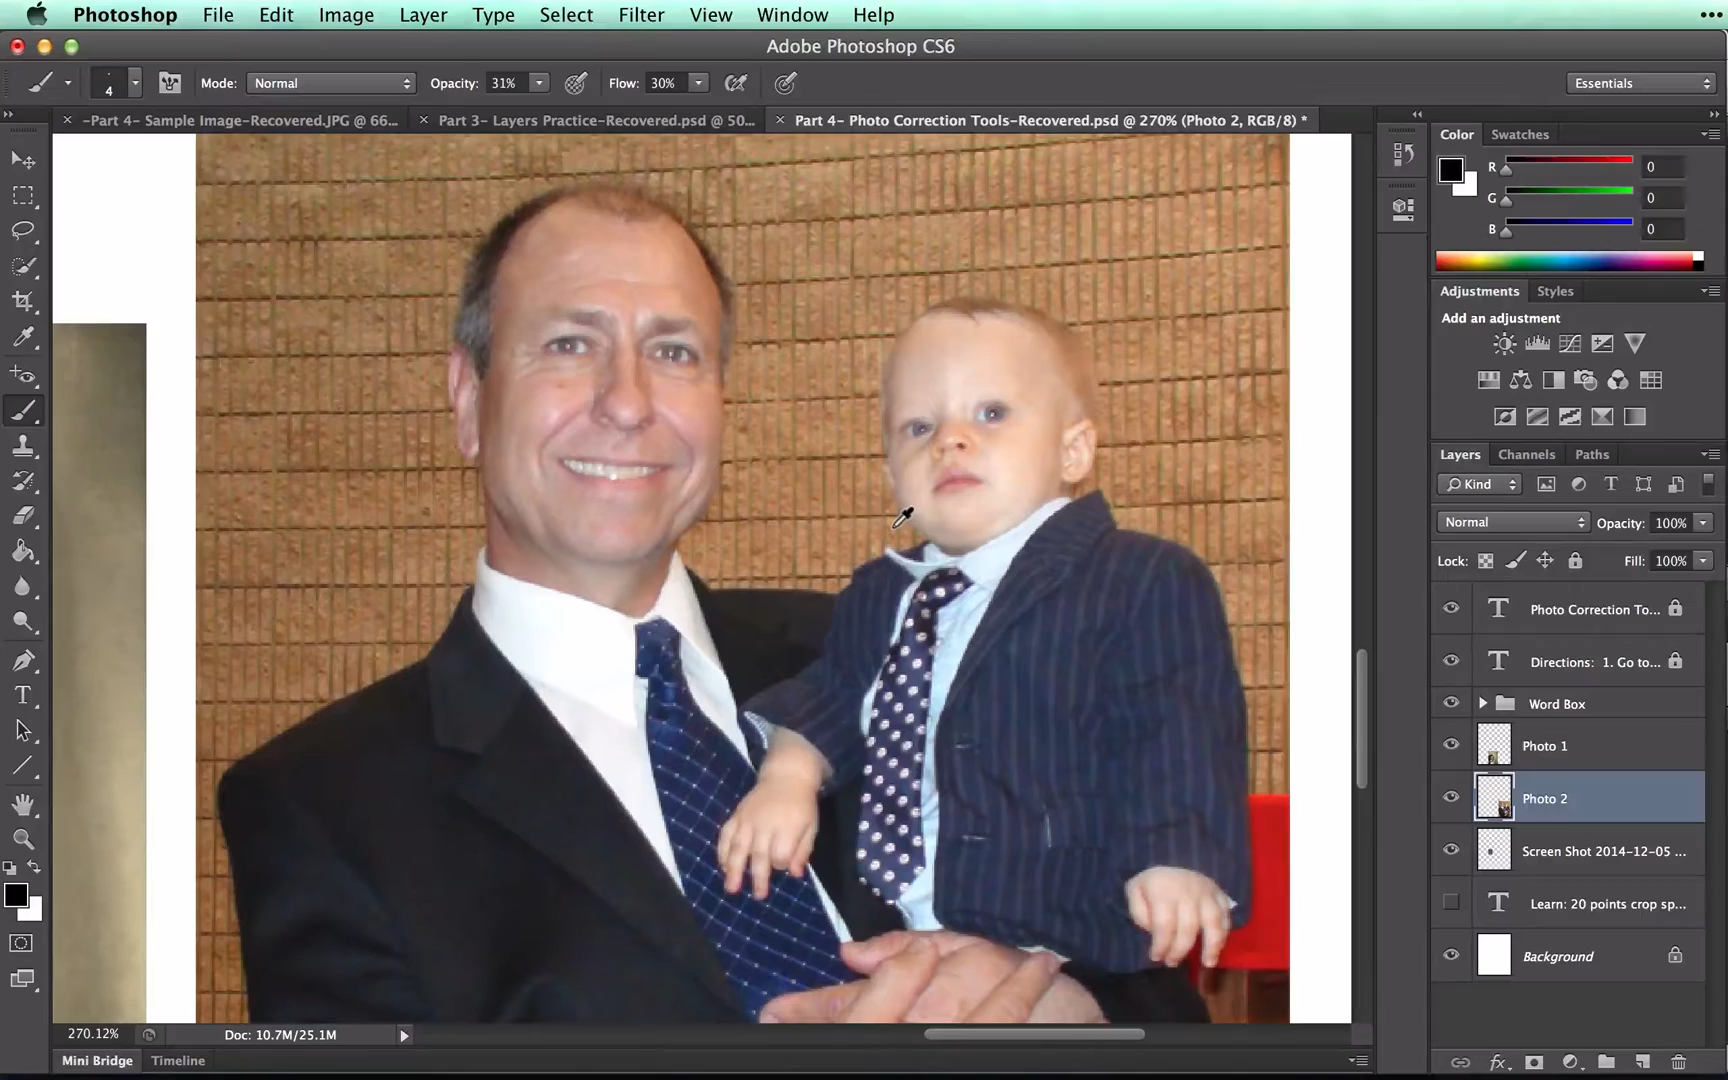 Photoshop File Edit Image Layer Type Select Filter View Window Help
Adobe Photoshop CS6
4 Mode: Normal Opacity: 31% Flow: 30% Essentials
-Part 4- Sample Image-Recovered.JPG @ 66... Part 3- Layers Practice-Recovered.psd @ 50... Part 4- Photo Correction Tools-Recovered.psd @ 270% (Photo 2, RGB/8) *
Color Swatches
R 0
G 0
B 0
Adjustments Styles
Add an adjustment
Layers Channels Paths
Kind
Normal Opacity: 100%
Lock: Fill: 100%
Photo Correction To...
Directions: 1. Go to...
Word Box
Photo 1
Photo 2
Screen Shot 2014-12-05 ...
Learn: 20 points crop sp...
Background
270.12% Doc: 10.7M/25.1M
Mini Bridge Timeline